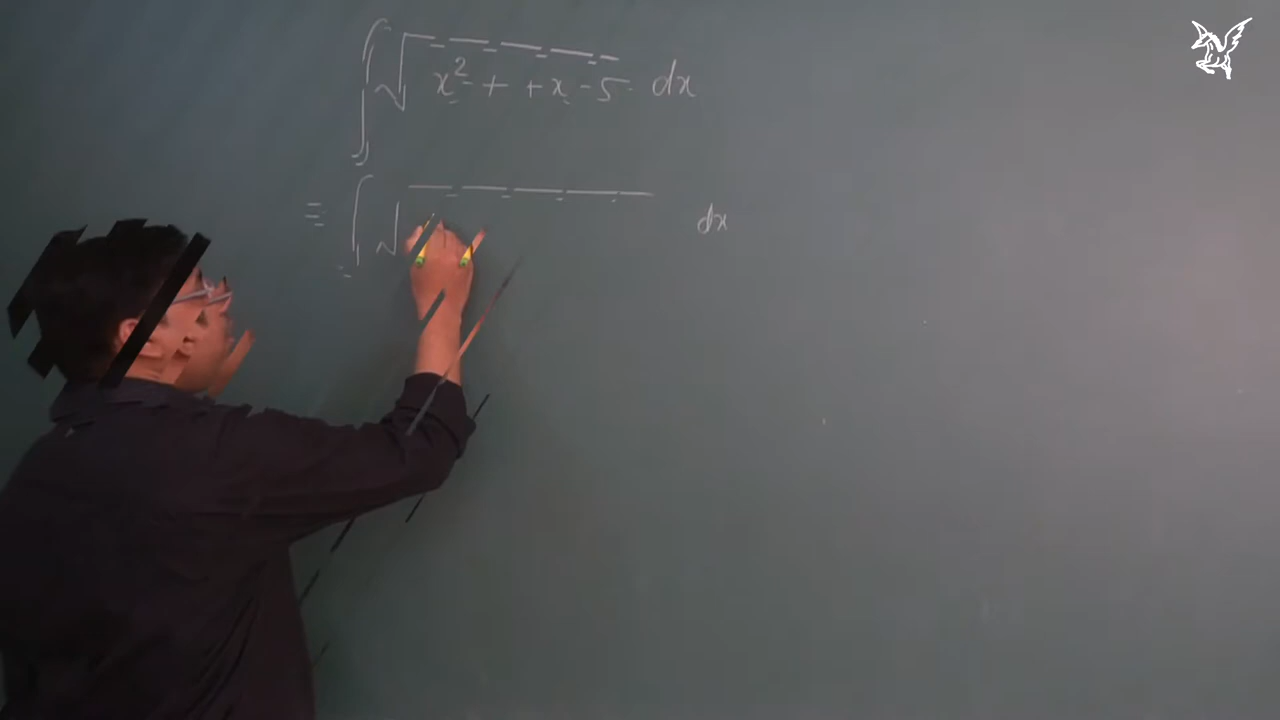 ∫ √(x² + + x - 5) dx
= ∫ √ dx